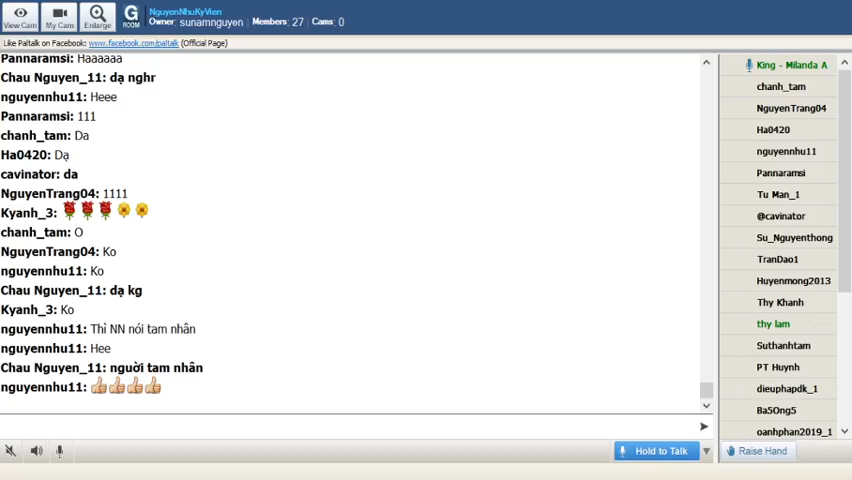 View Cam
My Cam
Enlarge
G
ROOM
NguyenNhuKyVien
Owner: sunamnguyen Members: 27 Cams: 0
Like Paltalk on Facebook: www.facebook.com/paltalk (Official Page)
Pannaramsi: Haaaaaa
Chau Nguyen_11: dạ nghr
nguyennhu11: Heee
Pannaramsi: 111
chanh_tam: Da
Ha0420: Dạ
cavinator: da
NguyenTrang04: 1111
Kyanh_3:
chanh_tam: O
NguyenTrang04: Ko
nguyennhu11: Ko
Chau Nguyen_11: dạ kg
Kyanh_3: Ko
nguyennhu11: Thì NN nói tam nhân
nguyennhu11: Hee
Chau Nguyen_11: nguời tam nhân
nguyennhu11:
Hold to Talk
King - Milanda A
chanh_tam
NguyenTrang04
Ha0420
nguyennhu11
Pannaramsi
Tu Man_1
@cavinator
Su_Nguyenthong
TranDao1
Huyenmong2013
Thy Khanh
thy lam
Suthanhtam
PT Huynh
dieuphapdk_1
Ba5Ong5
oanhphan2019_1
Raise Hand